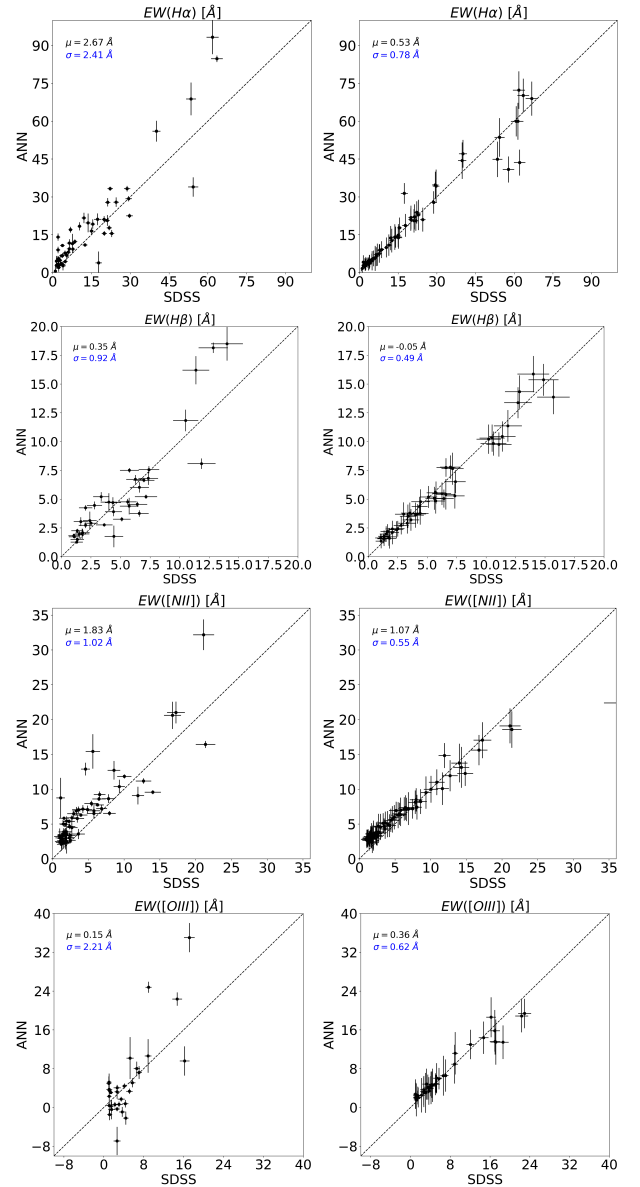 EW(Hα) [Å]
μ = 2.67 Å
σ = 2.41 Å
90
75
60
45
30
15
0
ANN
0 15 30 45 60 75 90
SDSS
EW(Hα) [Å]
μ = 0.53 Å
σ = 0.78 Å
90
75
60
45
30
15
0
ANN
0 15 30 45 60 75 90
SDSS
EW(Hβ) [Å]
μ = 0.35 Å
σ = 0.92 Å
20.0
17.5
15.0
12.5
10.0
7.5
5.0
2.5
0.0
ANN
0.0 2.5 5.0 7.5 10.0 12.5 15.0 17.5 20.0
SDSS
EW(Hβ) [Å]
μ = -0.05 Å
σ = 0.49 Å
20.0
17.5
15.0
12.5
10.0
7.5
5.0
2.5
0.0
ANN
0.0 2.5 5.0 7.5 10.0 12.5 15.0 17.5 20.0
SDSS
EW([NII]) [Å]
μ = 1.83 Å
σ = 1.02 Å
35
30
25
20
15
10
5
0
ANN
0 5 10 15 20 25 30 35
SDSS
EW([NII]) [Å]
μ = 1.07 Å
σ = 0.55 Å
35
30
25
20
15
10
5
0
ANN
0 5 10 15 20 25 30 35
SDSS
EW([OIII]) [Å]
μ = 0.15 Å
σ = 2.21 Å
40
32
24
16
8
0
−8
ANN
−8 0 8 16 24 32 40
SDSS
EW([OIII]) [Å]
μ = 0.36 Å
σ = 0.62 Å
40
32
24
16
8
0
−8
ANN
−8 0 8 16 24 32 40
SDSS